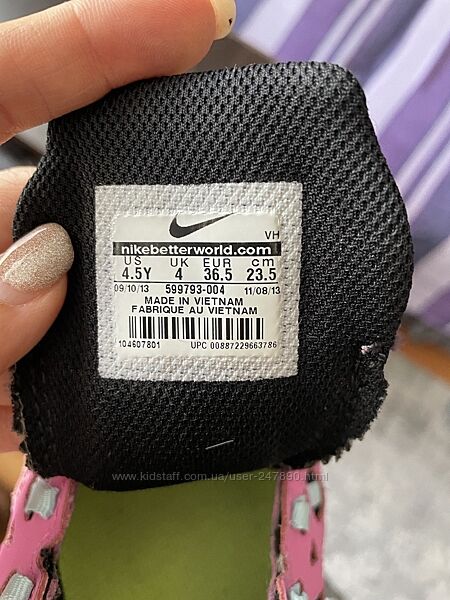 VH
nikebetterworld.com
US UK EUR cm
4.5Y 4 36.5 23.5
09/10/13 599793-004 11/08/13
MADE IN VIETNAM
FABRIQUE AU VIETNAM
104607801 UPC 00887229663786
www.kidstaff.com.ua/user-247890.html